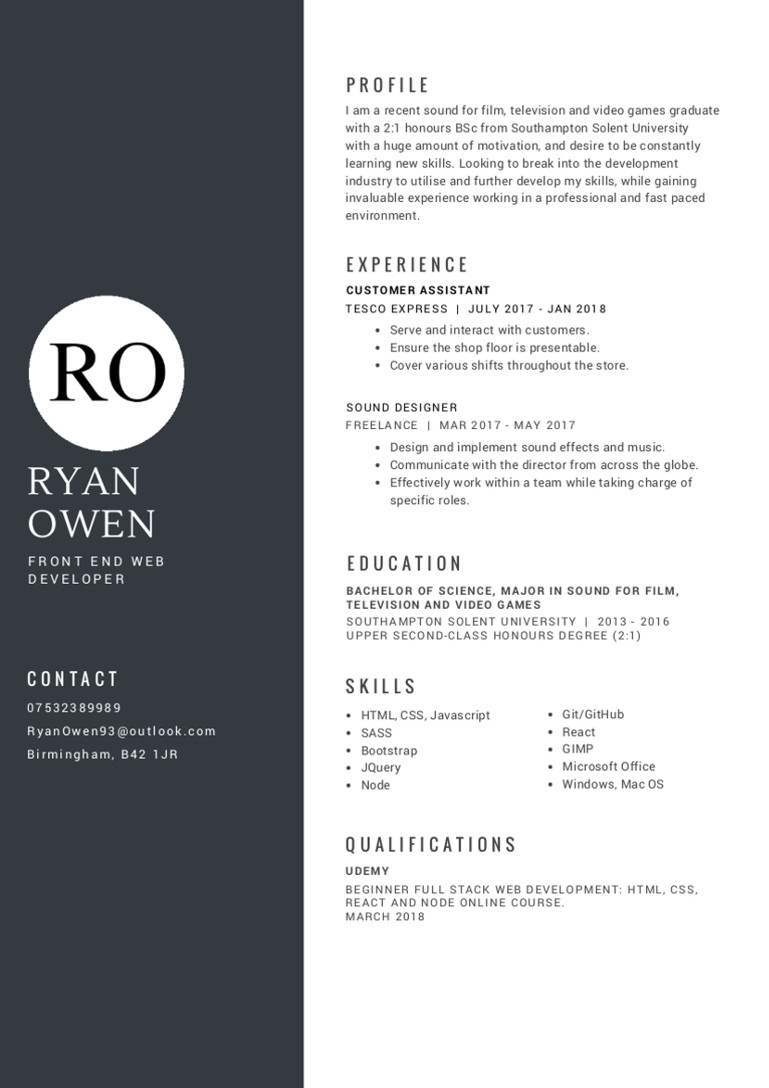 RO
RYAN
OWEN
FRONT END WEB
DEVELOPER
CONTACT
07532389989
RyanOwen93@outlook.com
Birmingham, B42 1JR
PROFILE
I am a recent sound for film, television and video games graduate
with a 2:1 honours BSc from Southampton Solent University
with a huge amount of motivation, and desire to be constantly
learning new skills. Looking to break into the development
industry to utilise and further develop my skills, while gaining
invaluable experience working in a professional and fast paced
environment.
EXPERIENCE
CUSTOMER ASSISTANT
TESCO EXPRESS | JULY 2017 - JAN 2018
• Serve and interact with customers.
• Ensure the shop floor is presentable.
• Cover various shifts throughout the store.
SOUND DESIGNER
FREELANCE | MAR 2017 - MAY 2017
• Design and implement sound effects and music.
• Communicate with the director from across the globe.
• Effectively work within a team while taking charge of
specific roles.
EDUCATION
BACHELOR OF SCIENCE, MAJOR IN SOUND FOR FILM,
TELEVISION AND VIDEO GAMES
SOUTHAMPTON SOLENT UNIVERSITY | 2013 - 2016
UPPER SECOND-CLASS HONOURS DEGREE (2:1)
SKILLS
• HTML, CSS, Javascript
• SASS
• Bootstrap
• JQuery
• Node
• Git/GitHub
• React
• GIMP
• Microsoft Office
• Windows, Mac OS
QUALIFICATIONS
UDEMY
BEGINNER FULL STACK WEB DEVELOPMENT: HTML, CSS,
REACT AND NODE ONLINE COURSE.
MARCH 2018